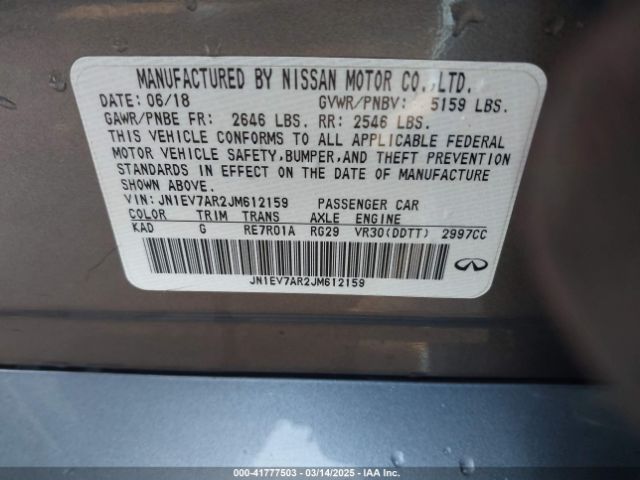 MANUFACTURED BY NISSAN MOTOR CO.,LTD.
DATE: 06/18 GVWR/PNBV: 5159 LBS.
GAWR/PNBE FR: 2646 LBS. RR: 2546 LBS.
THIS VEHICLE CONFORMS TO ALL APPLICABLE FEDERAL
MOTOR VEHICLE SAFETY,BUMPER,AND THEFT PREVENTION
STANDARDS IN EFFECT ON THE DATE OF MANUFACTURE
SHOWN ABOVE.
VIN: JN1EV7AR2JM612159 PASSENGER CAR
COLOR TRIM TRANS AXLE ENGINE
KAD G RE7R01A RG29 VR30(DDTT) 2997CC
JN1EV7AR2JM612159
000-41777503 — 03/14/2025 — IAA Inc.